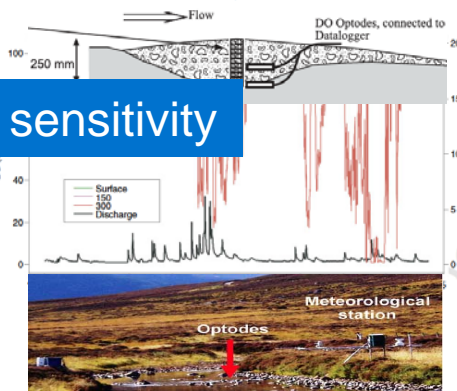 Flow
DO Optodes, connected to
Datalogger
100
250 mm
sensitivity
40
20
0
Surface
150
300
Discharge
15
10
5
0
Meteorological
station
Optodes